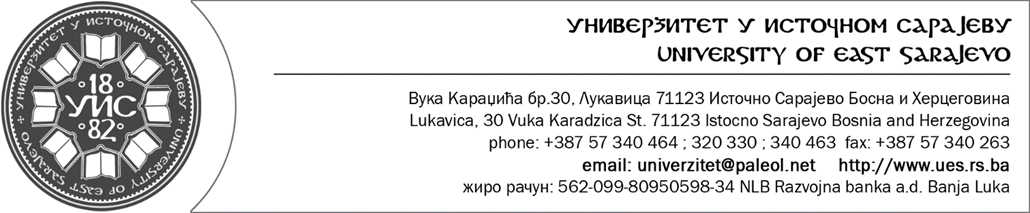 УНИВЕРЗИТЕТ У ИСТОЧНОМ САРАЈЕВУ
UNIVERSITY OF EAST SARAJEVO
18
УИС
82
УНИВЕРЗИТЕТ У ИСТОЧНОМ САРАЈЕВУ
UNIVERSITY OF EAST SARAJEVO
Вука Караџића бр.30, Лукавица 71123 Источно Сарајево Босна и Херцеговина
Lukavica, 30 Vuka Karadzica St. 71123 Istocno Sarajevo Bosnia and Herzegovina
phone: +387 57 340 464 ; 320 330 ; 340 463 fax: +387 57 340 263
email: univerzitet@paleol.net http://www.ues.rs.ba
жиро рачун: 562-099-80950598-34 NLB Razvojna banka a.d. Banja Luka